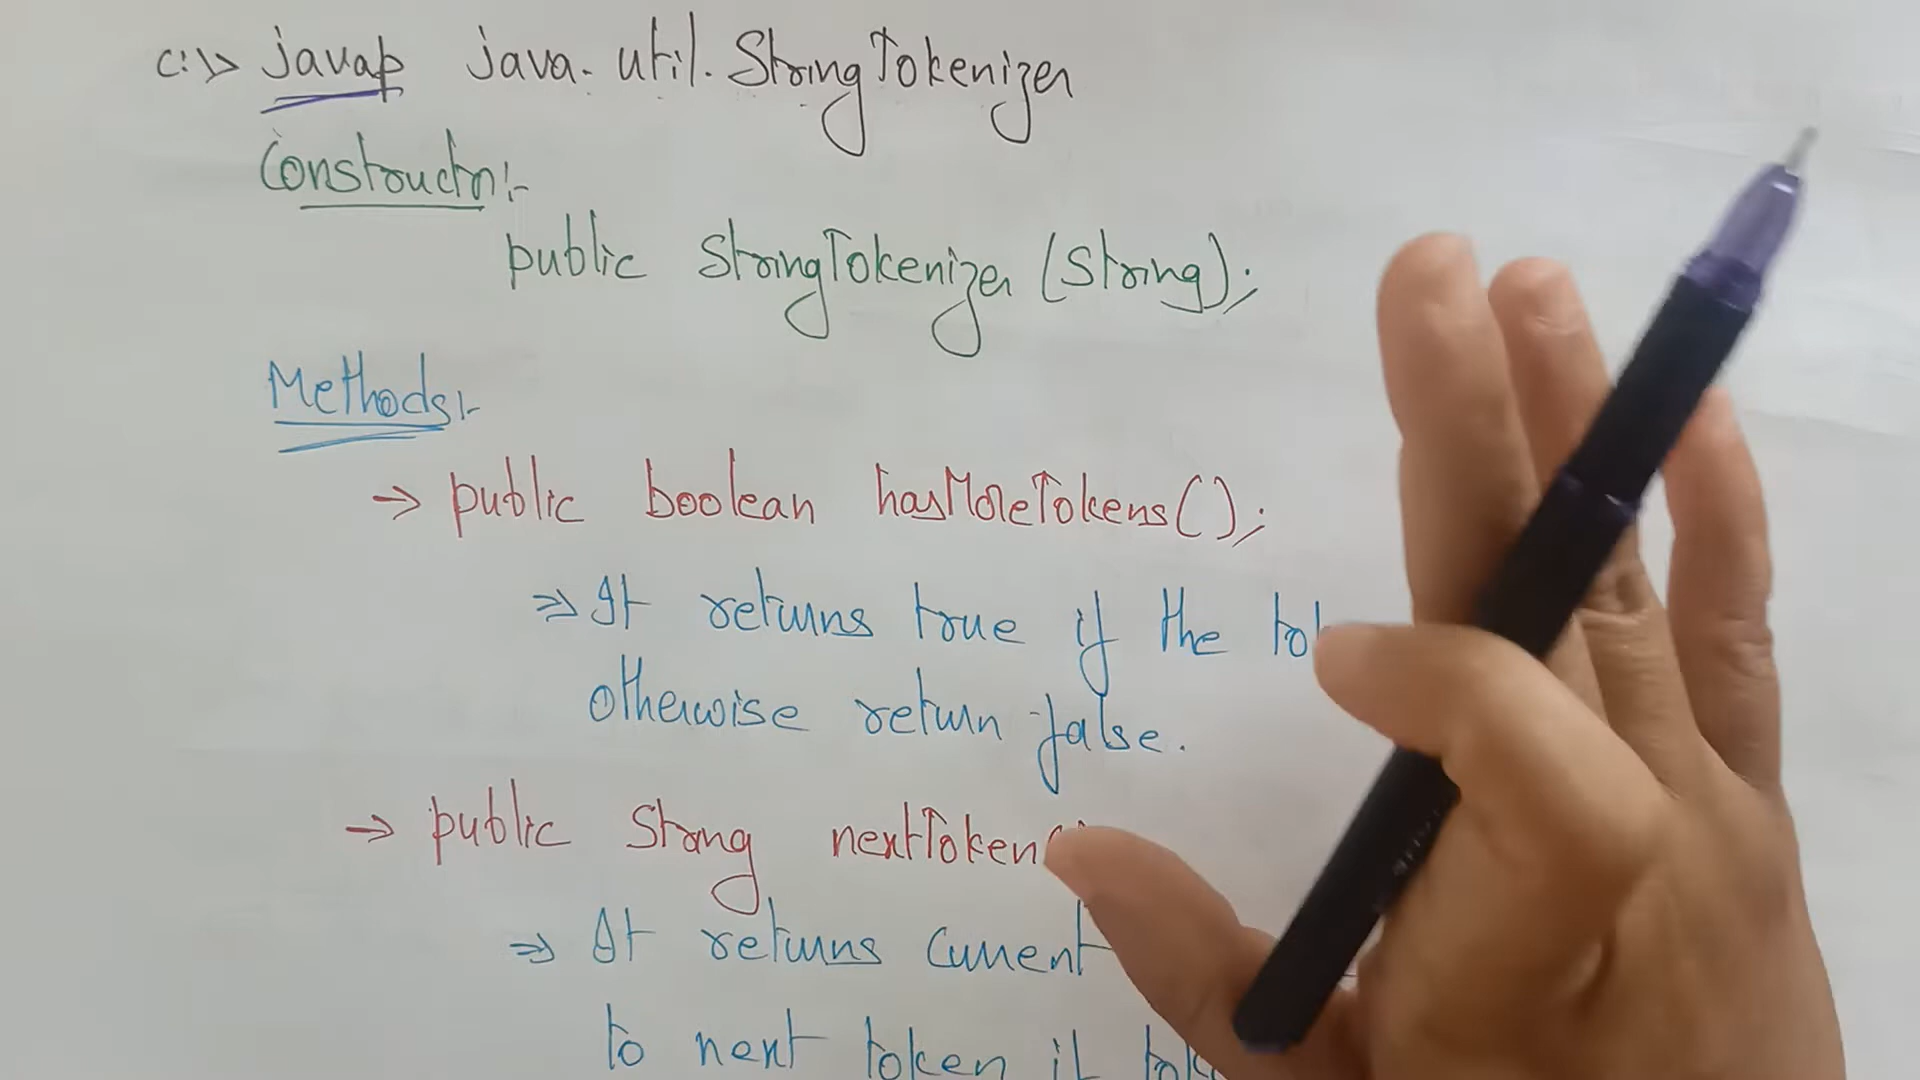 C:\> javap java.util.StringTokenizer
Constructor:-
public StringTokenizer (String);
Methods:-
→ public boolean hasMoreTokens();
⇒ It returns true if the
otherwise return false.
→ public String nextToken(
⇒ It returns current
to next token if